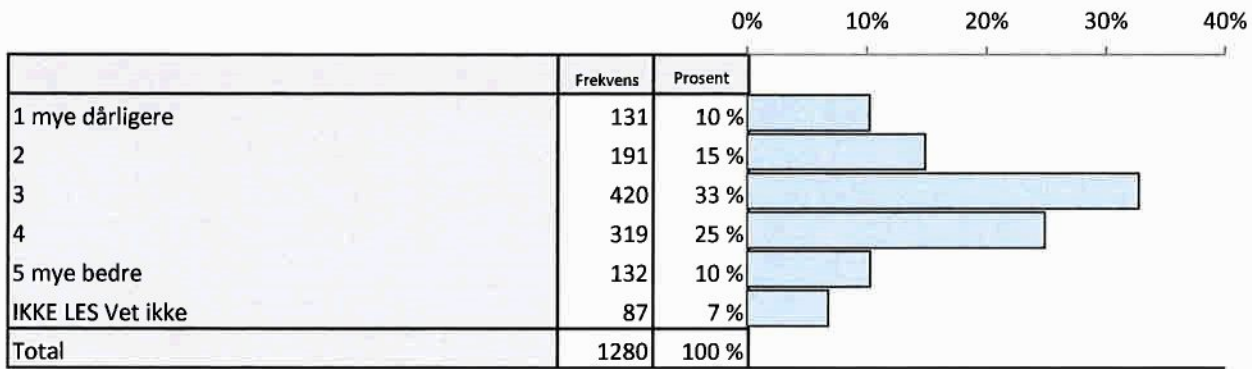 0% 10% 20% 30% 40%
Frekvens Prosent
1 mye dårligere 131 10 %
2 191 15 %
3 420 33 %
4 319 25 %
5 mye bedre 132 10 %
IKKE LES Vet ikke 87 7 %
Total 1280 100 %